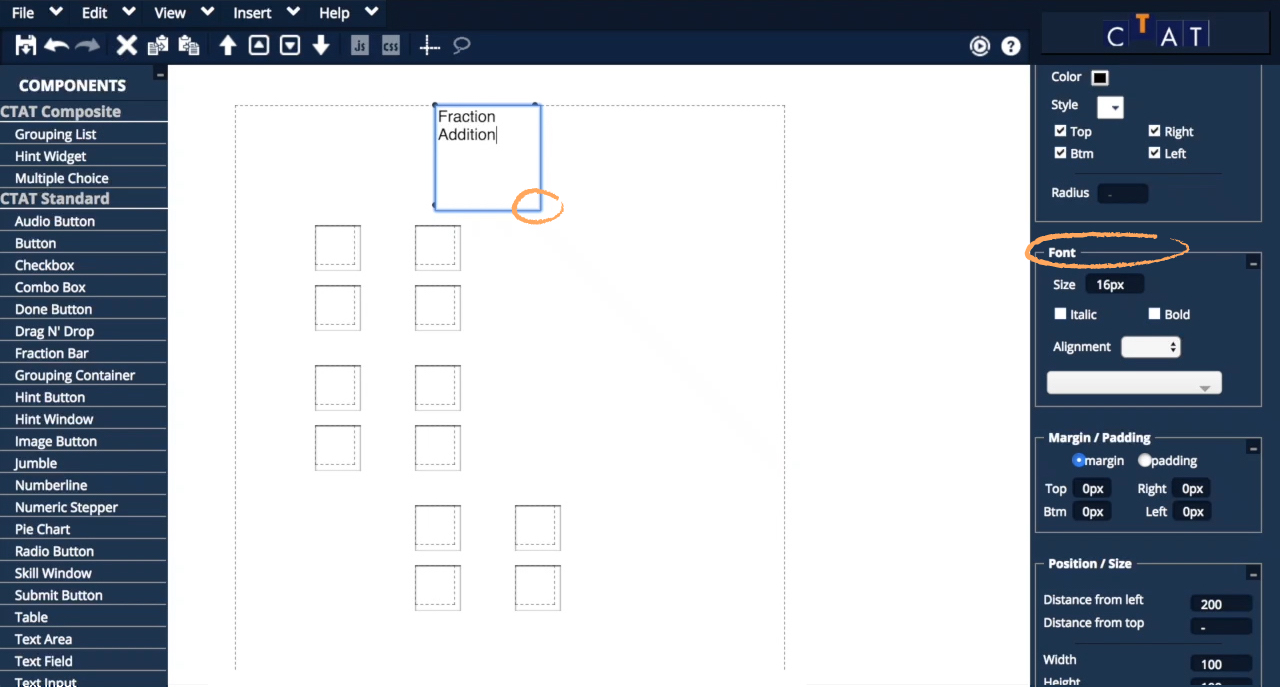 File Edit View Insert Help
js css
?
C T A T
COMPONENTS
CTAT Composite
Grouping List
Hint Widget
Multiple Choice
CTAT Standard
Audio Button
Button
Checkbox
Combo Box
Done Button
Drag N' Drop
Fraction Bar
Grouping Container
Hint Button
Hint Window
Image Button
Jumble
Numberline
Numeric Stepper
Pie Chart
Radio Button
Skill Window
Submit Button
Table
Text Area
Text Field
Text Input
Fraction
Addition
Color
Style
Top Right
Btm Left
Radius -
Font
Size 16px
Italic Bold
Alignment
Margin / Padding
margin padding
Top 0px Right 0px
Btm 0px Left 0px
Position / Size
Distance from left 200
Distance from top -
Width 100
Height 100